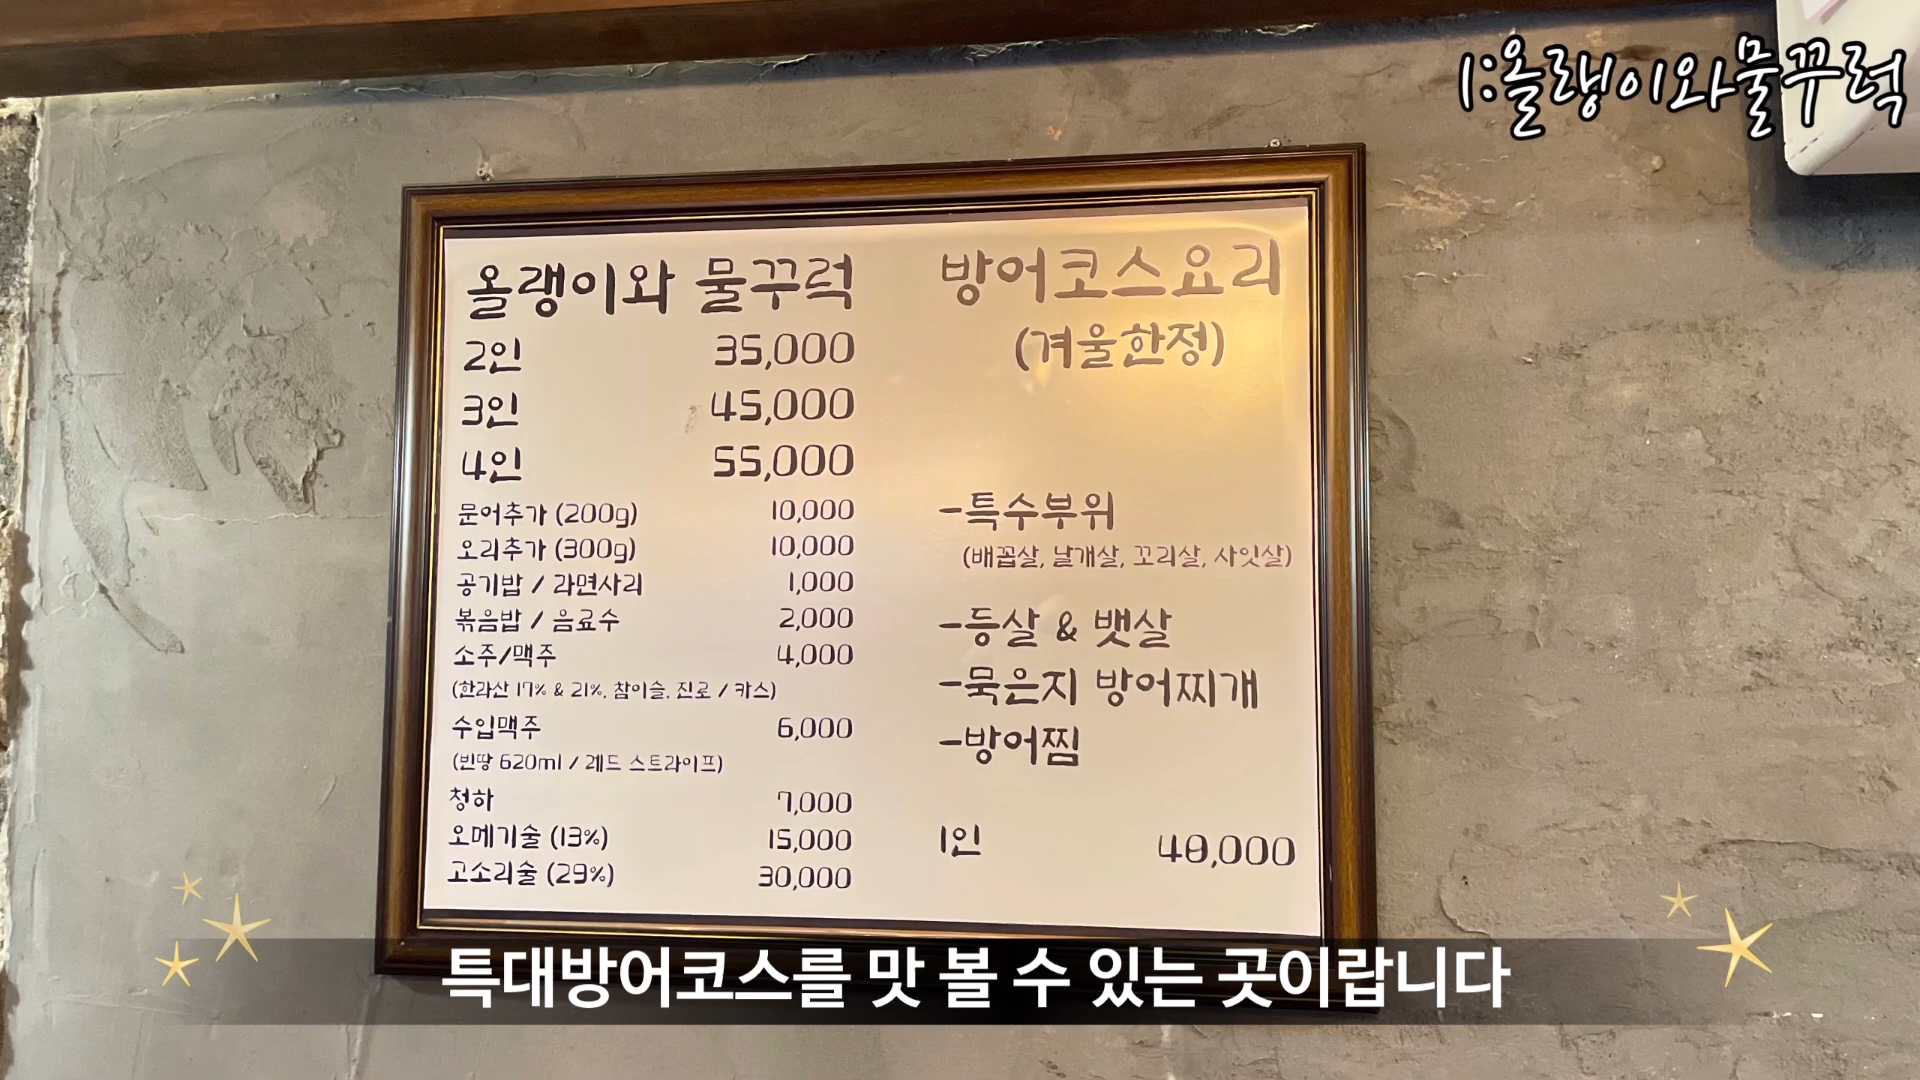 1:올랭이와물꾸럭
올랭이와 물꾸럭
2인 35,000
3인 45,000
4인 55,000
문어추가 (200g) 10,000
오리추가 (300g) 10,000
공기밥 / 라면사리 1,000
볶음밥 / 음료수 2,000
소주/맥주 4,000
(한라산 17% & 21%, 참이슬, 진로 / 카스)
수입맥주 6,000
(빈땅 620ml / 레드 스트라이프)
청하 7,000
오메기술 (13%) 15,000
고소리술 (29%) 30,000
방어코스요리
(겨울한정)
-특수부위
(배꼽살, 날개살, 꼬리살, 사잇살)
-등살 & 뱃살
-묵은지 방어찌개
-방어찜
1인 48,000
특대방어코스를 맛 볼 수 있는 곳이랍니다